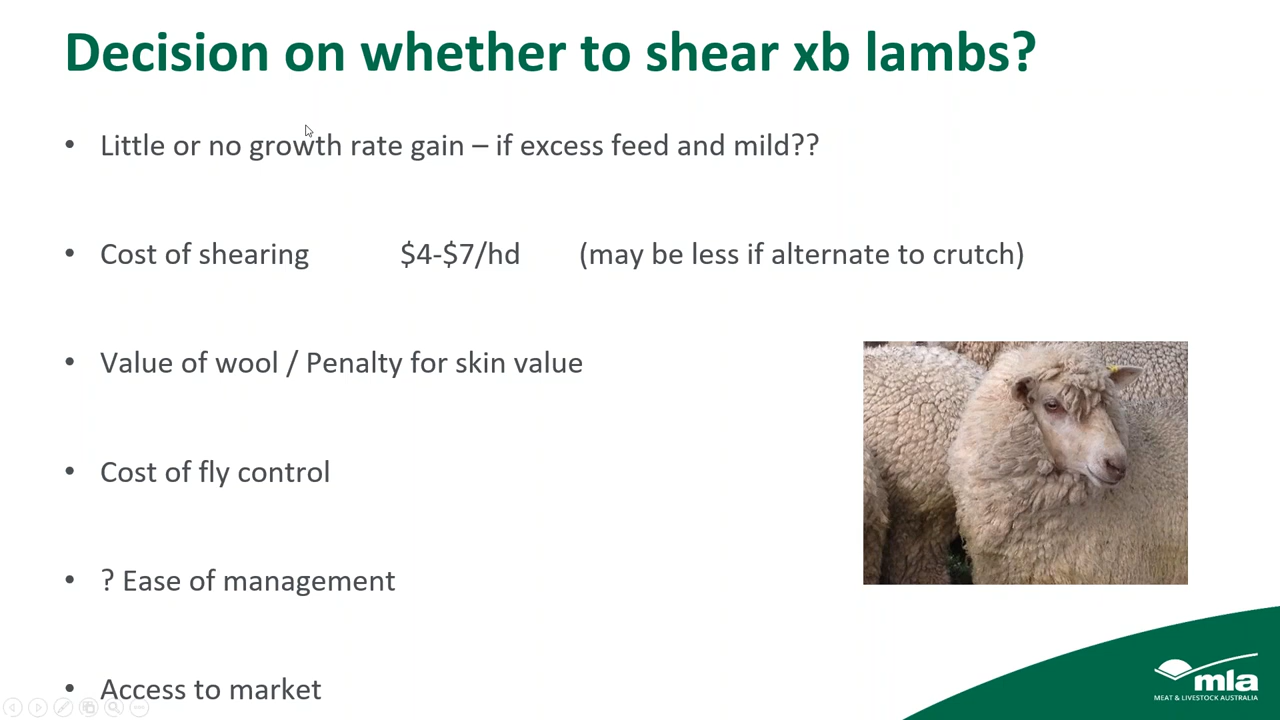 Decision on whether to shear xb lambs?
• Little or no growth rate gain – if excess feed and mild??
• Cost of shearing $4-$7/hd (may be less if alternate to crutch)
• Value of wool / Penalty for skin value
• Cost of fly control
• ? Ease of management
• Access to market
mla
MEAT & LIVESTOCK AUSTRALIA